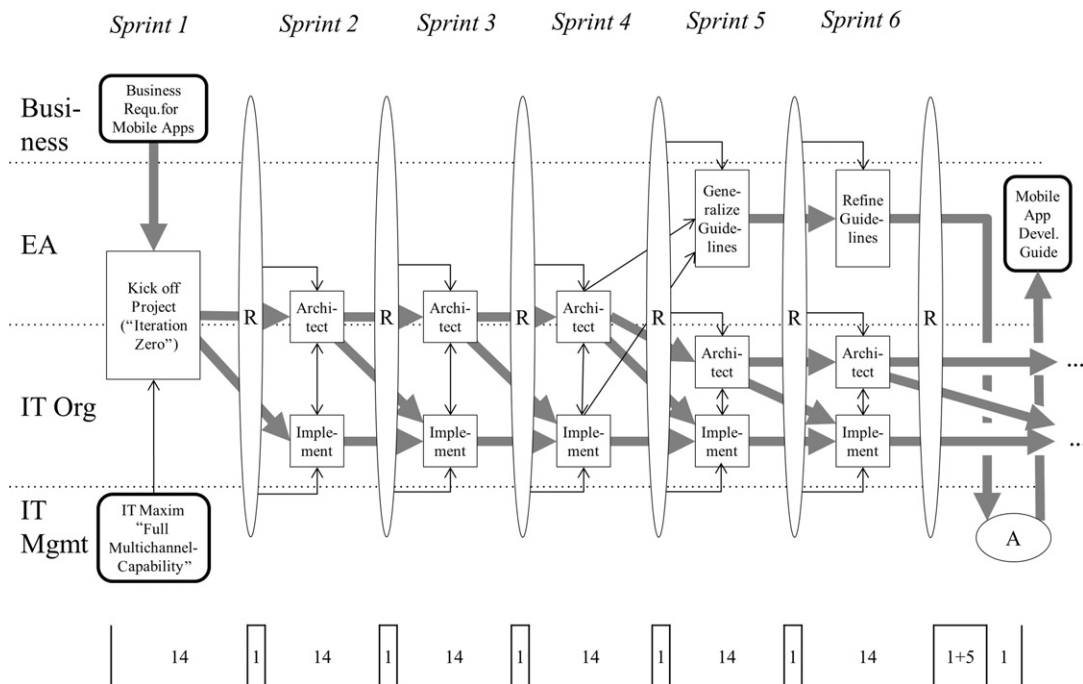 Sprint 1
Sprint 2
Sprint 3
Sprint 4
Sprint 5
Sprint 6
Busi-
ness
Business
Requ.for
Mobile Apps
EA
Gene-
ralize
Guide-
lines
Refine
Guide-
lines
Mobile
App
Devel.
Guide
Kick off
Project
("Iteration
Zero")
R
Archi-
tect
R
Archi-
tect
R
Archi-
tect
R
R
R
Archi-
tect
Archi-
tect
...
IT Org
Imple-
ment
Imple-
ment
Imple-
ment
Imple-
ment
Imple-
ment
...
IT
Mgmt
IT Maxim
“Full
Multichannel-
Capability”
A
14
1
14
1
14
1
14
1
14
1
14
1+5
1